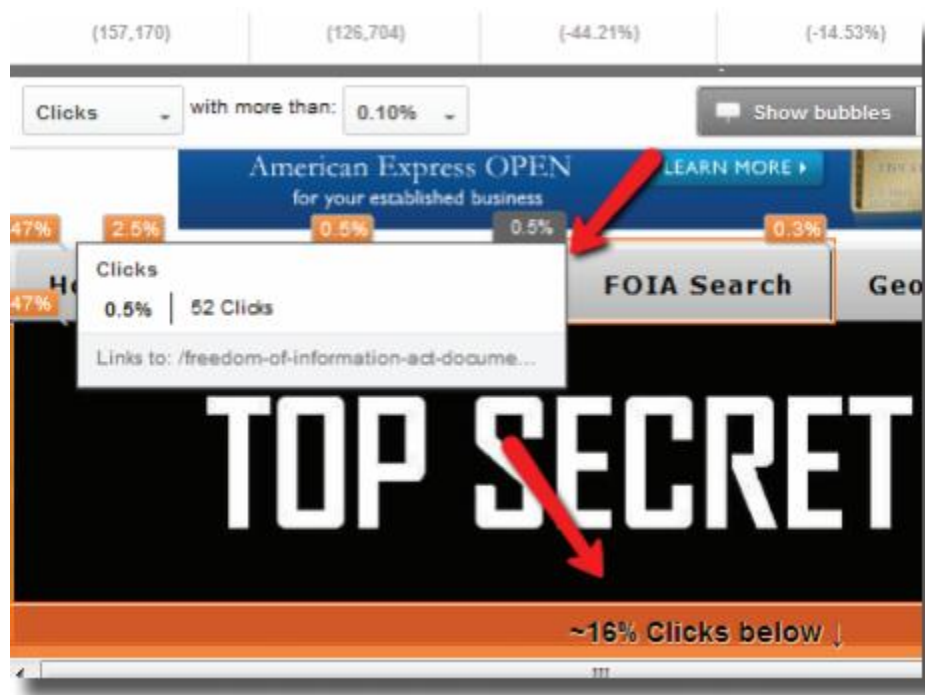 (157,170) (126,704) (-44.21%) (-14.53%)
Clicks with more than: 0.10% Show bubbles
American Express OPEN LEARN MORE
for your established business
47% 2.5% 0.5% 0.5% 0.3%
Clicks
FOIA Search Geo
47% 0.5% 52 Clicks
Links to: /freedom-of-information-act-docume...
TOP SECRET
~16% Clicks below ↓